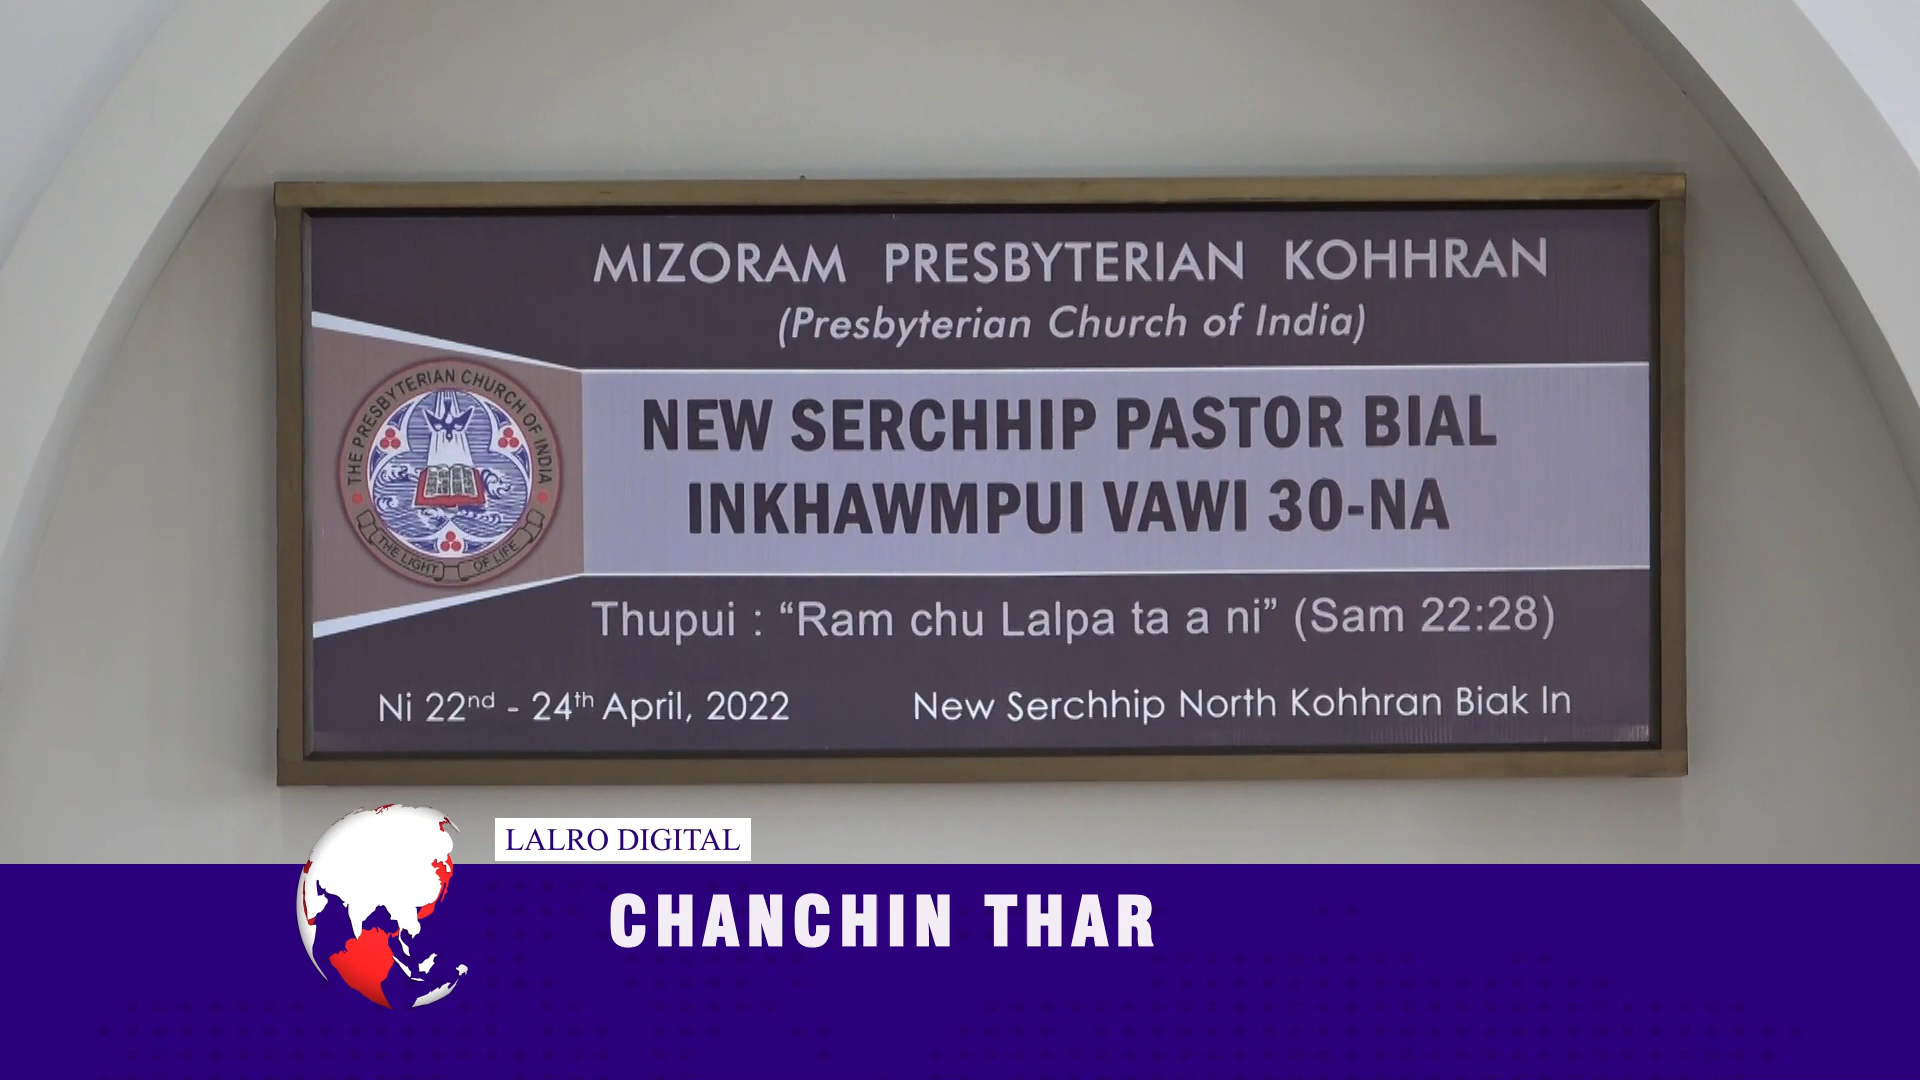 MIZORAM PRESBYTERIAN KOHHRAN
(Presbyterian Church of India)
THE PRESBYTERIAN CHURCH OF INDIA
THE LIGHT OF LIFE
NEW SERCHHIP PASTOR BIAL
INKHAWMPUI VAWI 30-NA
Thupui : “Ram chu Lalpa ta a ni” (Sam 22:28)
Ni 22nd - 24th April, 2022
New Serchhip North Kohhran Biak In
LALRO DIGITAL
CHANCHIN THAR